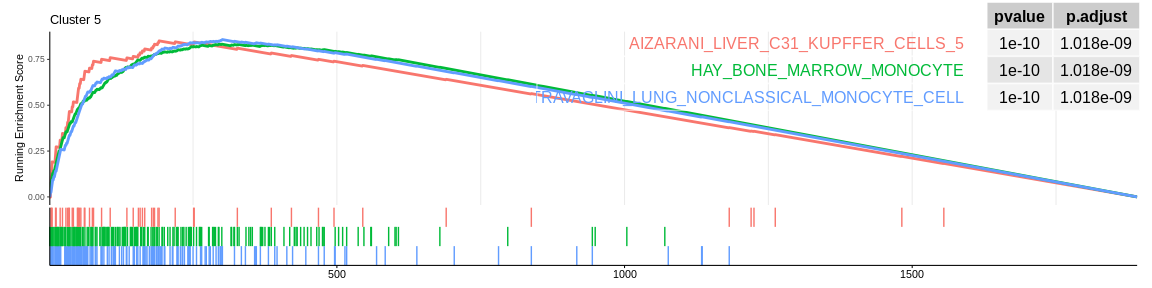 Cluster 5
pvalue p.adjust
AIZARANI_LIVER_C31_KUPFFER_CELLS_5 1e-10 1.018e-09
HAY_BONE_MARROW_MONOCYTE 1e-10 1.018e-09
TRAVAGLINI_LUNG_NONCLASSICAL_MONOCYTE_CELL 1e-10 1.018e-09
Running Enrichment Score
0.75
0.50
0.25
0.00
500 1000 1500